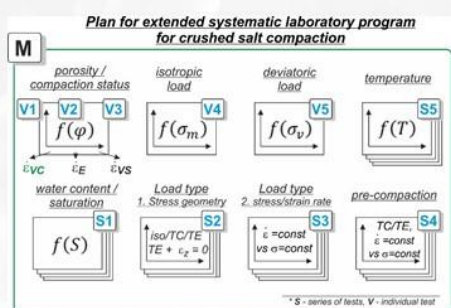 Plan for extended systematic laboratory program
for crushed salt compaction
M
porosity /
compaction status
V1 V2 V3
f(φ)
ε̇VC ε̇E ε̇VS
isotropic
load
V4
f(σm)
deviatoric
load
V5
f(σv)
temperature
S5
f(T)
water content /
saturation
S1
f(S)
Load type
1. Stress geometry
S2
iso/TC/TE
TE + εz = 0
Load type
2. stress/strain rate
S3
ε̇ =const
vs σ=const
pre-compaction
S4
TC/TE,
ε̇ =const
vs σ=const
* S - series of tests, V - individual test